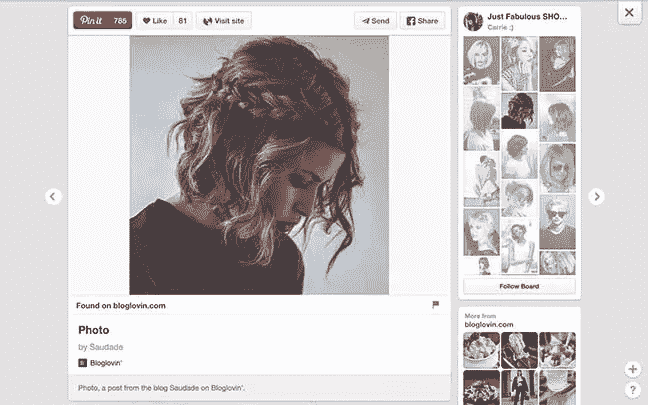 Pin it 785 Like 81 Visit site Send Share
Just Fabulous SHO...
Carrie :)
Found on bloglovin.com
Photo
by Saudade
Bloglovin'
Photo, a post from the blog Saudade on Bloglovin'.
Follow Board
More from
bloglovin.com